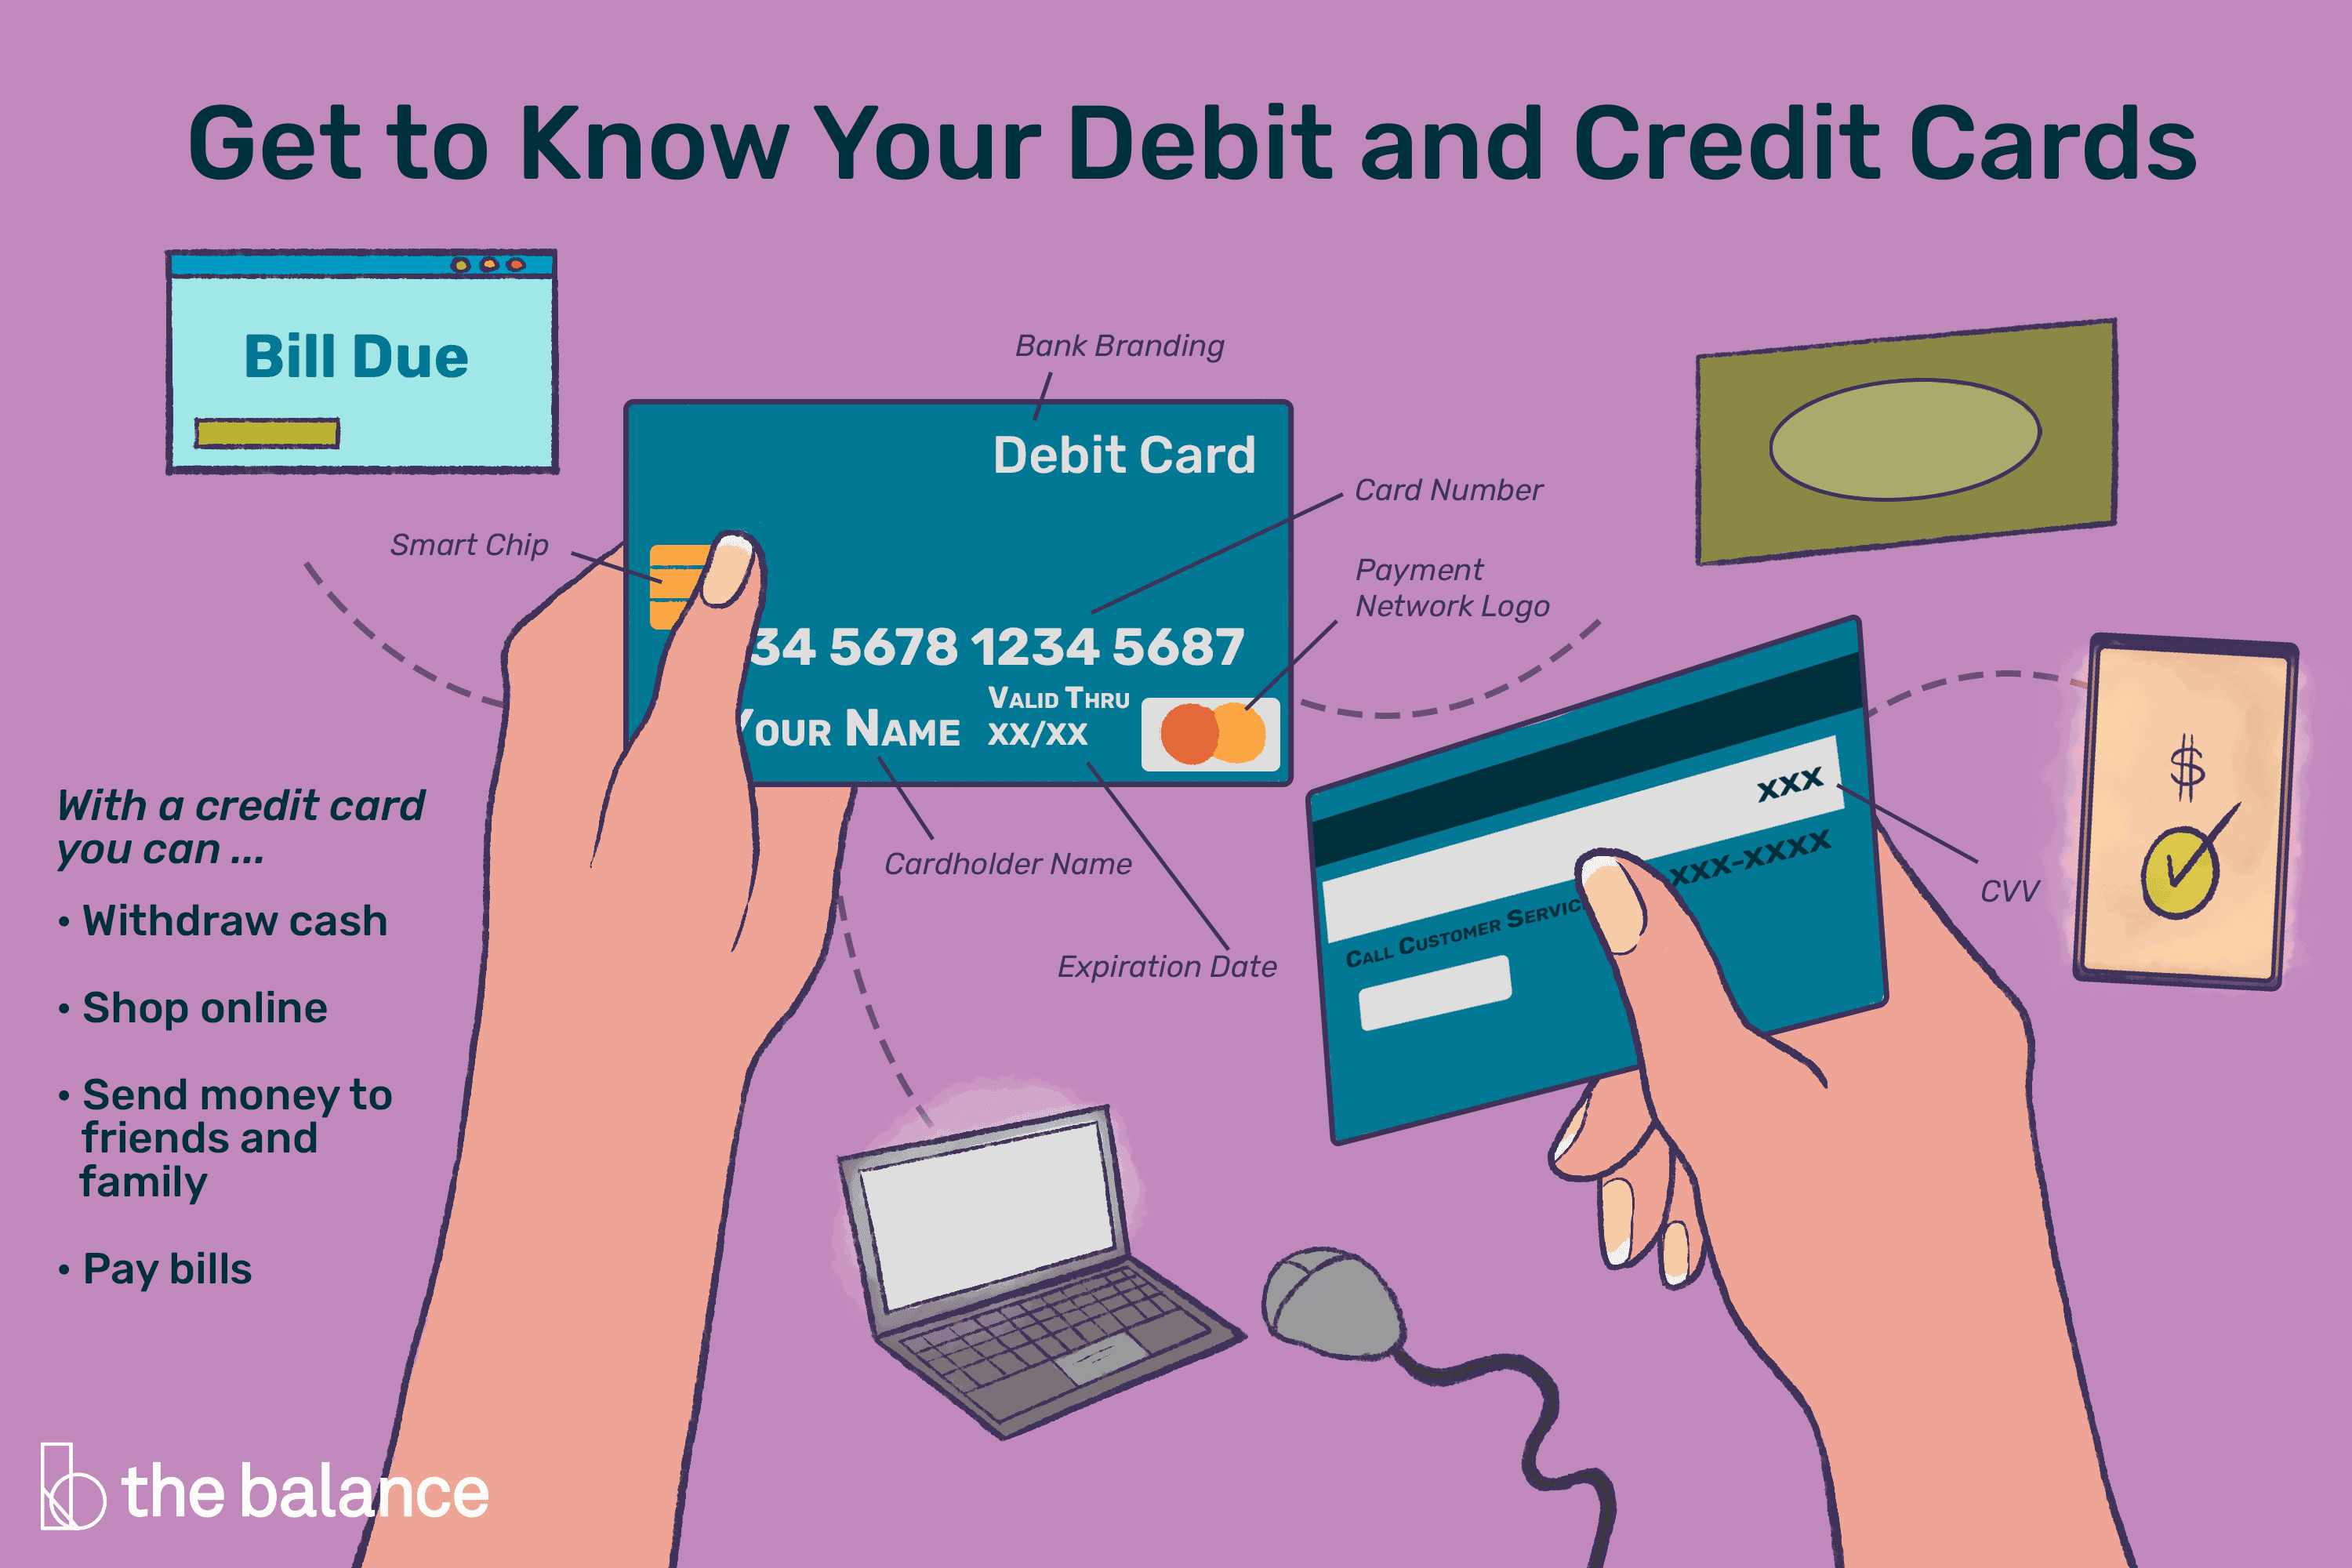 Get to Know Your Debit and Credit Cards
Bill Due
Bank Branding
Debit Card
Smart Chip
Card Number
Payment
Network Logo
34 5678 1234 5687
Valid Thru
XX/XX
Your Name
Cardholder Name
Expiration Date
XXX
XXX-XXXX
Call Customer Servic
CVV
$
With a credit card
you can ...
• Withdraw cash
• Shop online
• Send money to
friends and
family
• Pay bills
the balance